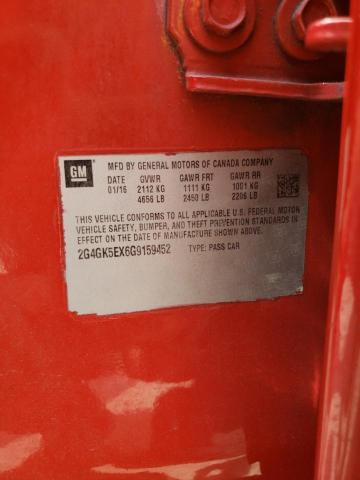 GM
MFD BY GENERAL MOTORS OF CANADA COMPANY
DATE GVWR GAWR FRT GAWR RR
01/16 2112 KG 1111 KG 1001 KG
4656 LB 2450 LB 2206 LB
THIS VEHICLE CONFORMS TO ALL APPLICABLE U.S. FEDERAL MOTOR
VEHICLE SAFETY, BUMPER, AND THEFT PREVENTION STANDARDS IN
EFFECT ON THE DATE OF MANUFACTURE SHOWN ABOVE.
2G4GK5EX6G9159452 TYPE: PASS CAR